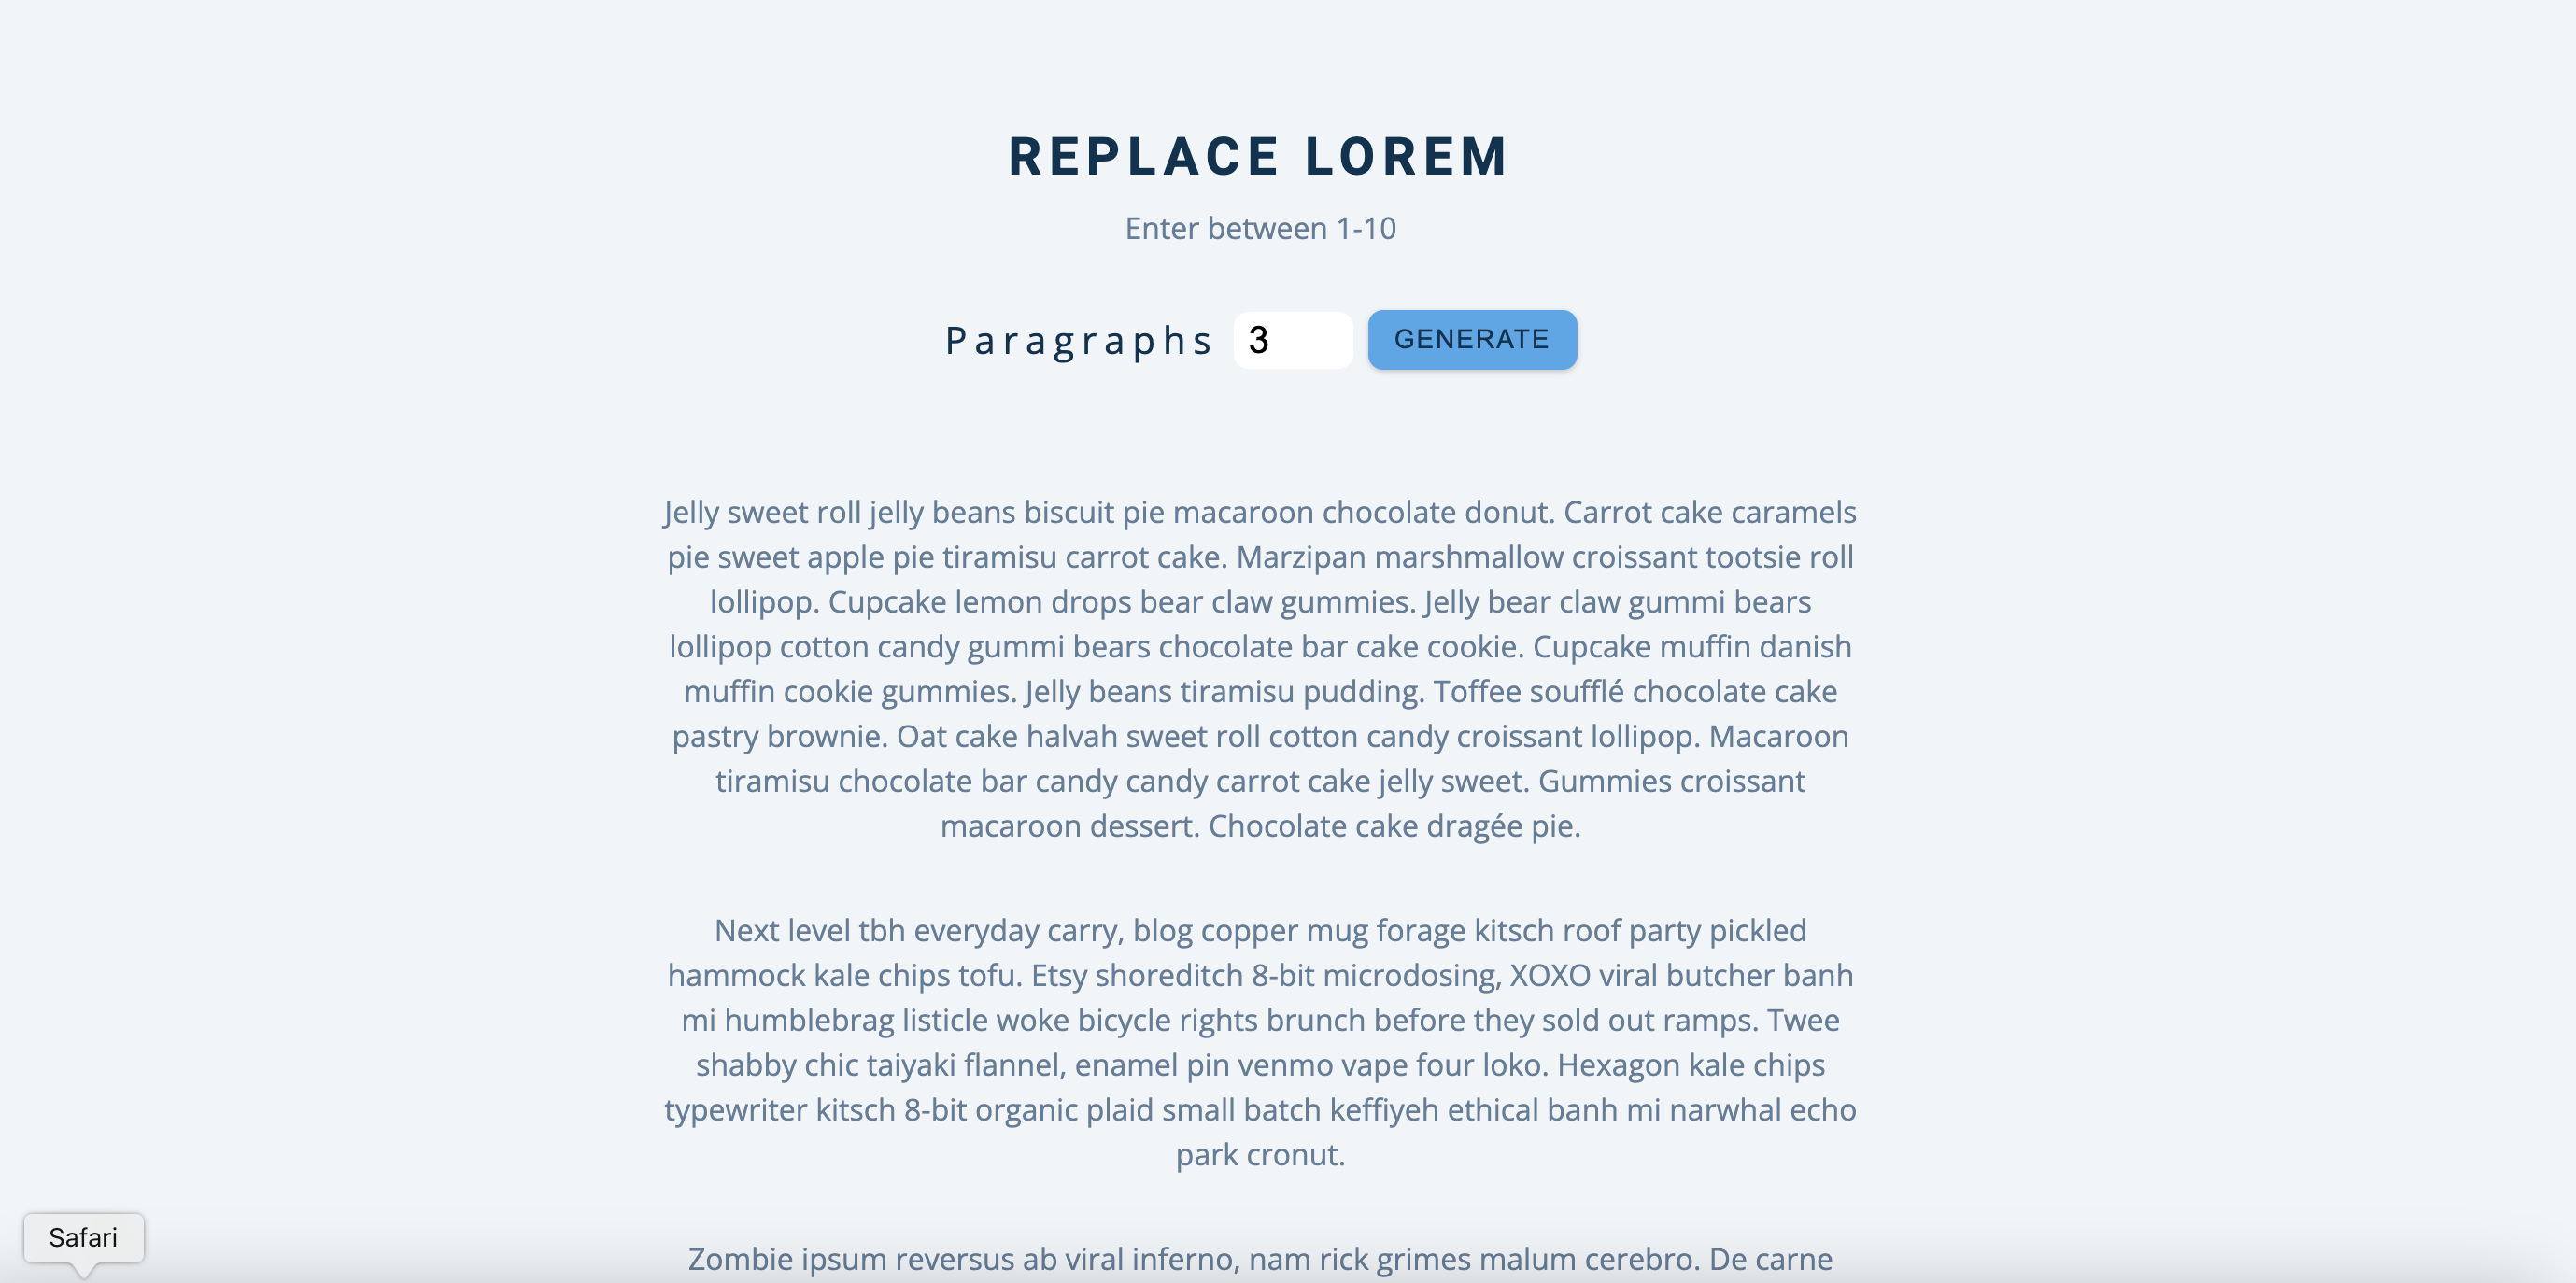 REPLACE LOREM
Enter between 1-10
Paragraphs 3 GENERATE
Jelly sweet roll jelly beans biscuit pie macaroon chocolate donut. Carrot cake caramels
pie sweet apple pie tiramisu carrot cake. Marzipan marshmallow croissant tootsie roll
lollipop. Cupcake lemon drops bear claw gummies. Jelly bear claw gummi bears
lollipop cotton candy gummi bears chocolate bar cake cookie. Cupcake muffin danish
muffin cookie gummies. Jelly beans tiramisu pudding. Toffee soufflé chocolate cake
pastry brownie. Oat cake halvah sweet roll cotton candy croissant lollipop. Macaroon
tiramisu chocolate bar candy candy carrot cake jelly sweet. Gummies croissant
macaroon dessert. Chocolate cake dragée pie.
Next level tbh everyday carry, blog copper mug forage kitsch roof party pickled
hammock kale chips tofu. Etsy shoreditch 8-bit microdosing, XOXO viral butcher banh
mi humblebrag listicle woke bicycle rights brunch before they sold out ramps. Twee
shabby chic taiyaki flannel, enamel pin venmo vape four loko. Hexagon kale chips
typewriter kitsch 8-bit organic plaid small batch keffiyeh ethical banh mi narwhal echo
park cronut.
Safari
Zombie ipsum reversus ab viral inferno, nam rick grimes malum cerebro. De carne